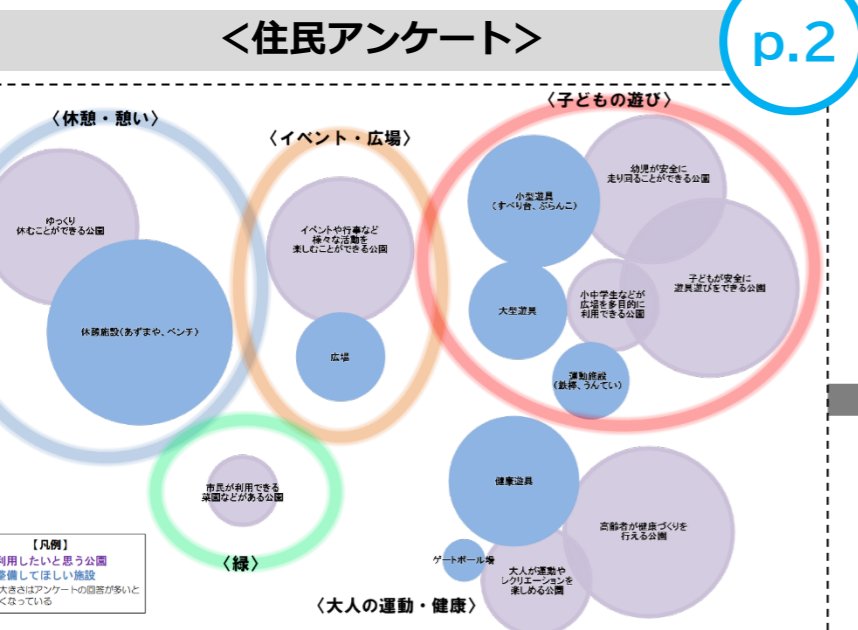 <住民アンケート>
p.2
〈休憩・憩い〉
ゆっくり
休むことができる公園
休憩施設(あずまや、ベンチ)
〈イベント・広場〉
イベントや行事など
様々な活動を
楽しむことができる公園
広場
〈子どもの遊び〉
小型遊具
(すべり台、ぶらんこ)
幼児が安全に
走り回ることができる公園
大型遊具
小中学生などが
広場を多目的に
利用できる公園
子どもが安全に
遊具遊びをできる公園
運動施設
(鉄棒、うんてい)
市民が利用できる
菜園などがある公園
〈緑〉
健康遊具
ゲートボール場
高齢者が健康づくりを
行える公園
大人が運動や
レクリエーションを
楽しめる公園
〈大人の運動・健康〉
【凡例】
利用したいと思う公園
整備してほしい施設
大きさはアンケートの回答が多いと
くなっている